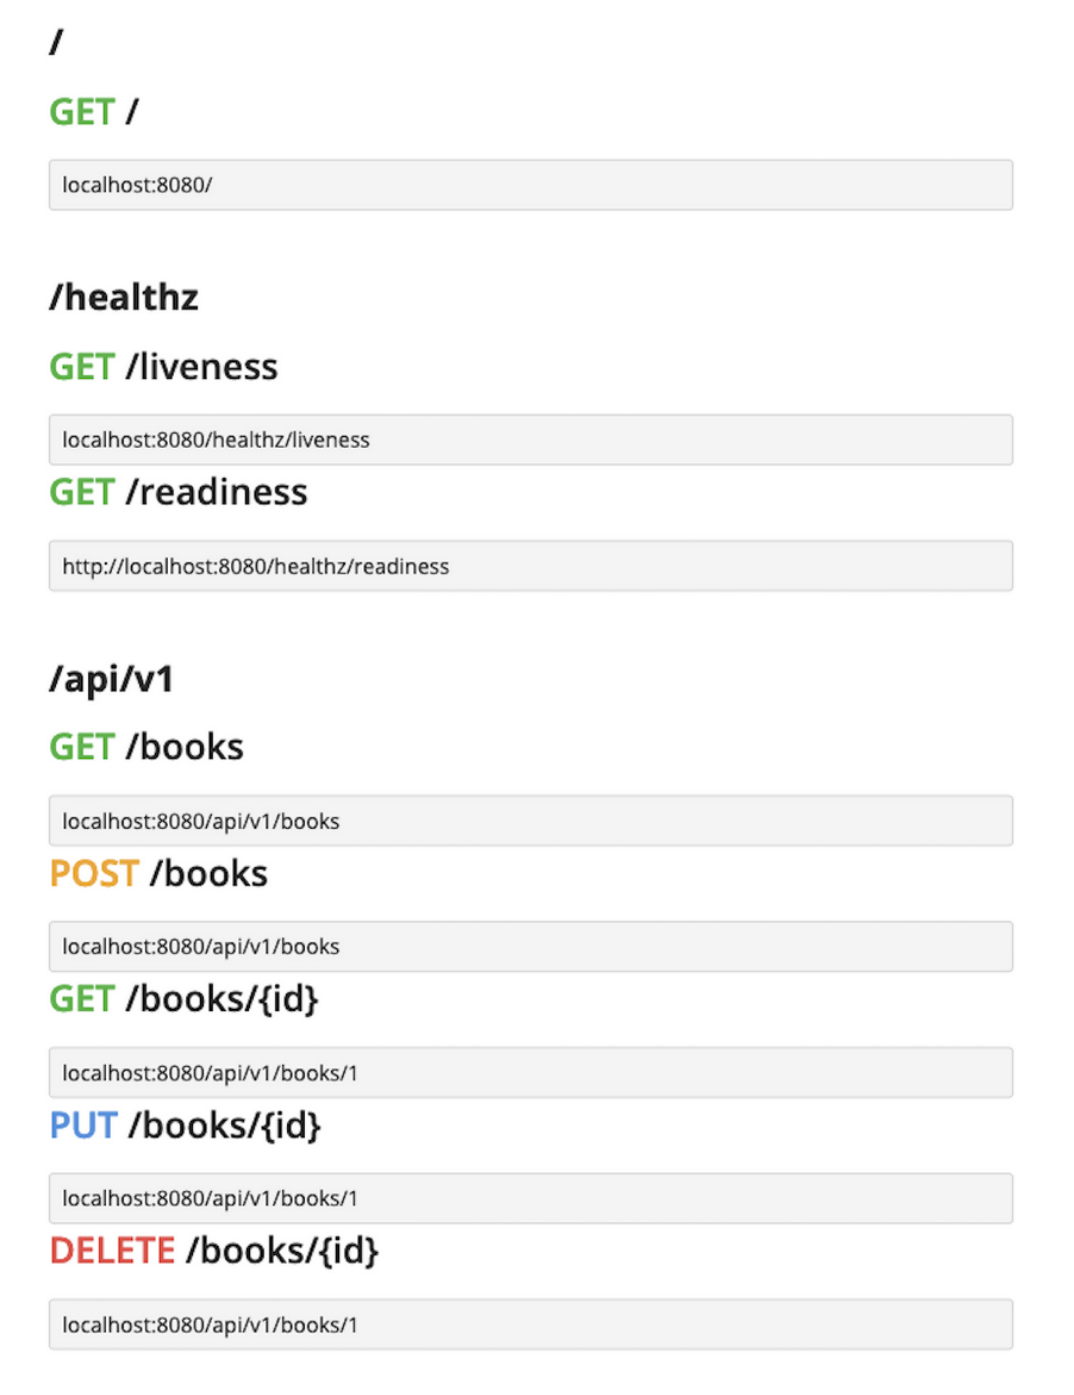 /
GET /
localhost:8080/
/healthz
GET /liveness
localhost:8080/healthz/liveness
GET /readiness
http://localhost:8080/healthz/readiness
/api/v1
GET /books
localhost:8080/api/v1/books
POST /books
localhost:8080/api/v1/books
GET /books/{id}
localhost:8080/api/v1/books/1
PUT /books/{id}
localhost:8080/api/v1/books/1
DELETE /books/{id}
localhost:8080/api/v1/books/1